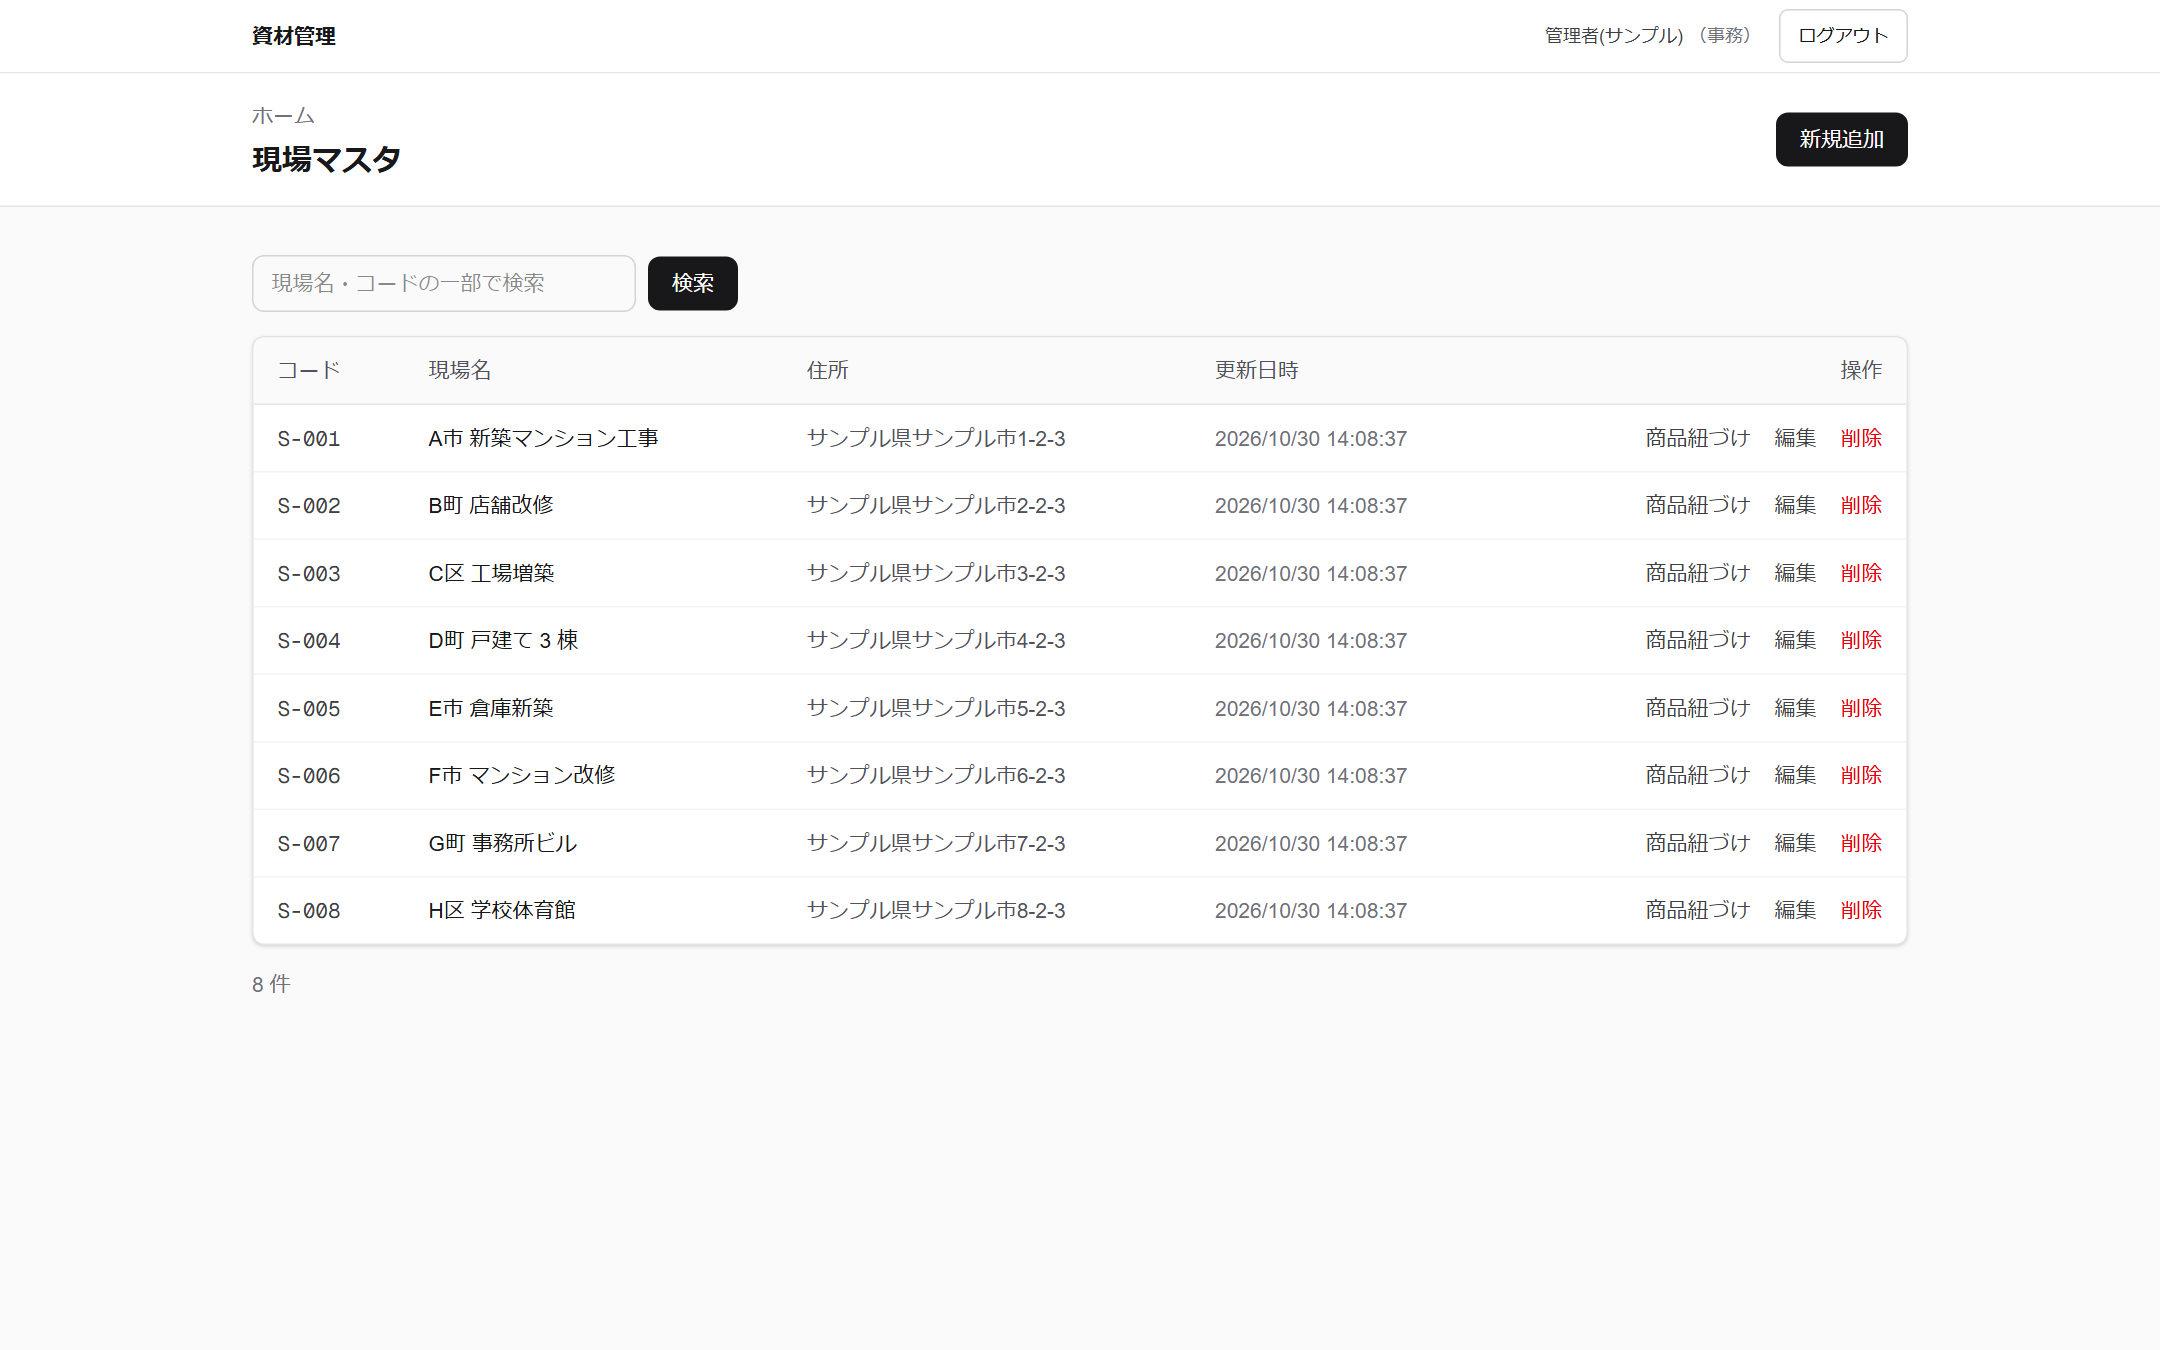 資材管理
管理者(サンプル) （事務） ログアウト
ホーム
現場マスタ
新規追加
現場名・コードの一部で検索 検索
コード 現場名 住所 更新日時 操作
S-001 A市 新築マンション工事 サンプル県サンプル市1-2-3 2026/10/30 14:08:37 商品紐づけ 編集 削除
S-002 B町 店舗改修 サンプル県サンプル市2-2-3 2026/10/30 14:08:37 商品紐づけ 編集 削除
S-003 C区 工場増築 サンプル県サンプル市3-2-3 2026/10/30 14:08:37 商品紐づけ 編集 削除
S-004 D町 戸建て 3 棟 サンプル県サンプル市4-2-3 2026/10/30 14:08:37 商品紐づけ 編集 削除
S-005 E市 倉庫新築 サンプル県サンプル市5-2-3 2026/10/30 14:08:37 商品紐づけ 編集 削除
S-006 F市 マンション改修 サンプル県サンプル市6-2-3 2026/10/30 14:08:37 商品紐づけ 編集 削除
S-007 G町 事務所ビル サンプル県サンプル市7-2-3 2026/10/30 14:08:37 商品紐づけ 編集 削除
S-008 H区 学校体育館 サンプル県サンプル市8-2-3 2026/10/30 14:08:37 商品紐づけ 編集 削除
8 件